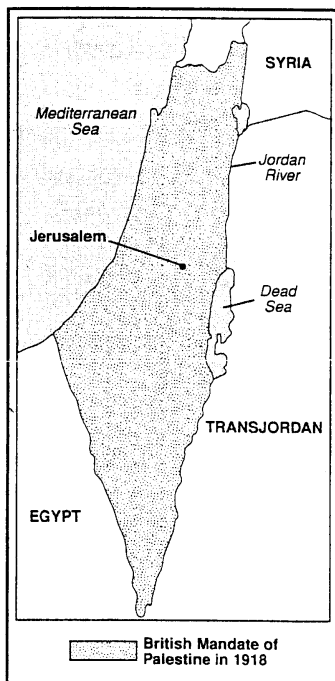 SYRIA
Mediterranean
Sea
Jordan
River
Jerusalem
Dead
Sea
TRANSJORDAN
EGYPT
British Mandate of
Palestine in 1918